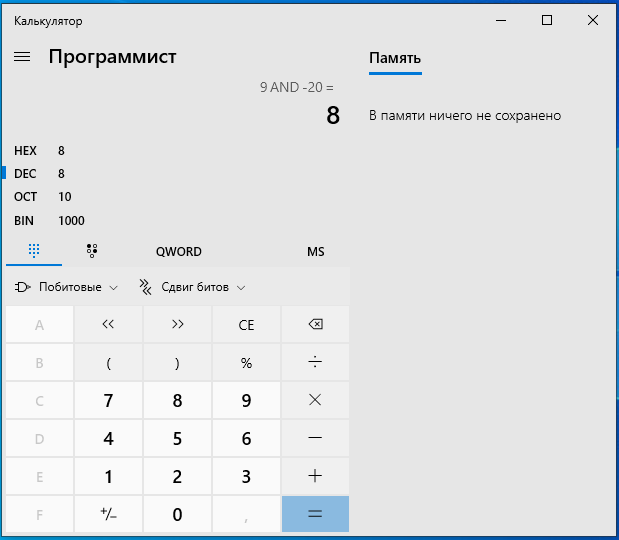 Калькулятор
Программист
Память
9 AND -20 =
8
В памяти ничего не сохранено
HEX 8
DEC 8
OCT 10
BIN 1000
QWORD MS
Побитовые Сдвиг битов
A << >> CE
B ( ) % ÷
C 7 8 9 ×
D 4 5 6 −
E 1 2 3 +
F +/− 0 , =